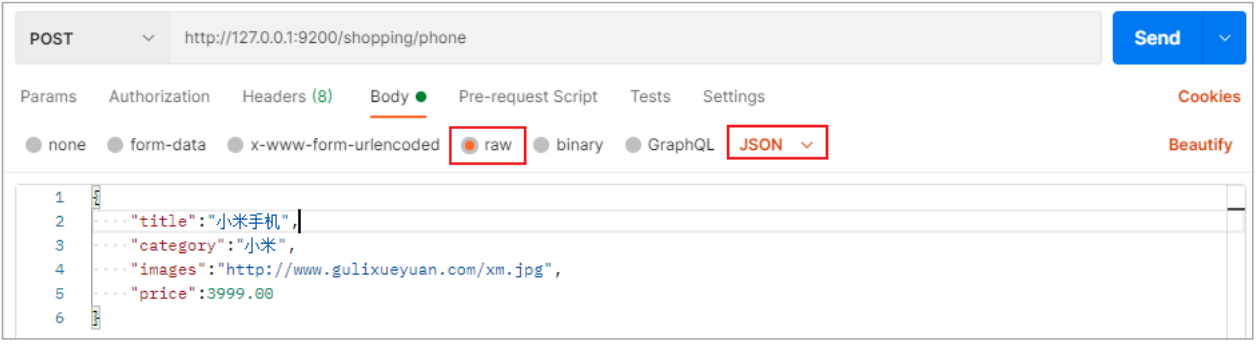 POST http://127.0.0.1:9200/shopping/phone Send
Params Authorization Headers (8) Body Pre-request Script Tests Settings Cookies
none form-data x-www-form-urlencoded raw binary GraphQL JSON Beautify
1 {
2 ····"title":"小米手机",
3 ····"category":"小米",
4 ····"images":"http://www.gulixueyuan.com/xm.jpg",
5 ····"price":3999.00
6 }